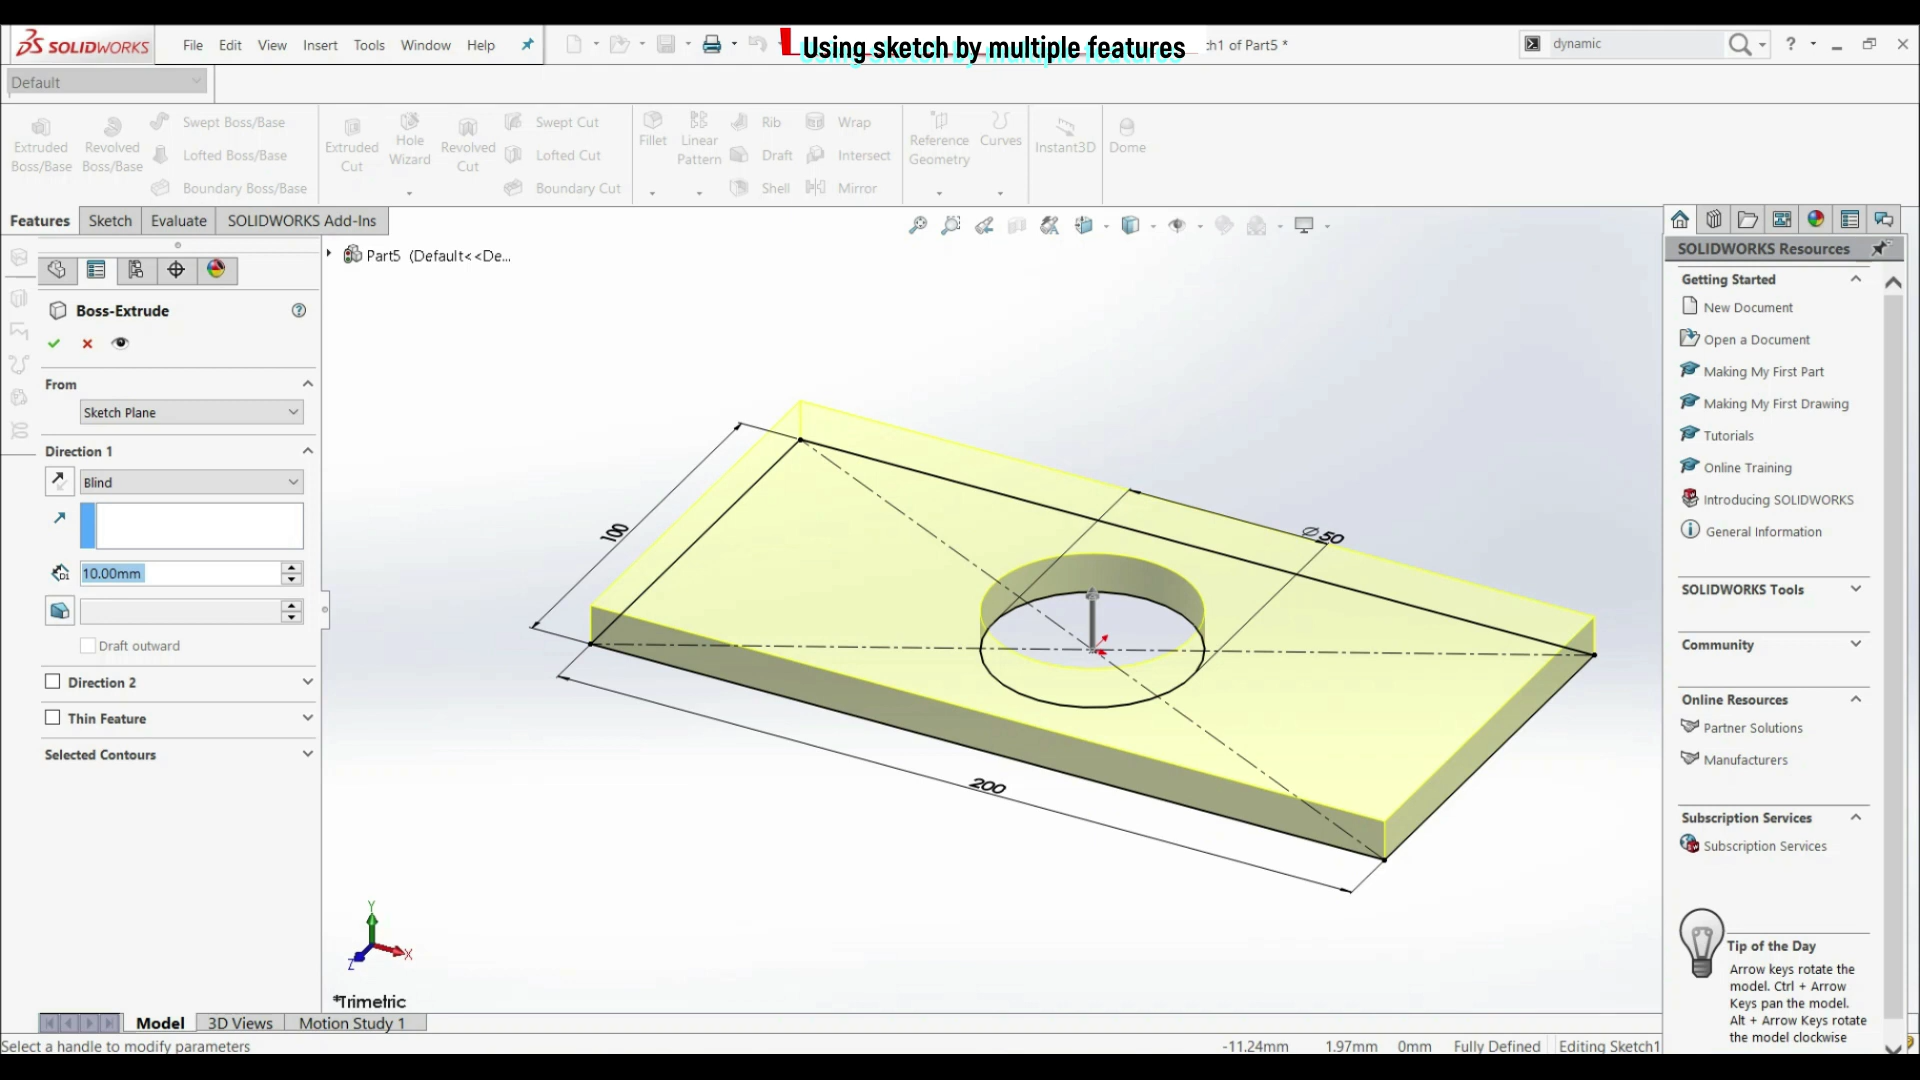 SOLIDWORKS
File Edit View Insert Tools Window Help
Using sketch by multiple features
ch1 of Part5 *
dynamic
?
Default
Extruded Boss/Base
Revolved Boss/Base
Swept Boss/Base
Lofted Boss/Base
Boundary Boss/Base
Extruded Cut
Hole Wizard
Revolved Cut
Swept Cut
Lofted Cut
Boundary Cut
Fillet
Linear Pattern
Rib
Draft
Shell
Wrap
Intersect
Mirror
Reference Geometry
Curves
Instant3D
Dome
Features Sketch Evaluate SOLIDWORKS Add-Ins
Part5 (Default<<De...
Boss-Extrude
From
Sketch Plane
Direction 1
Blind
D1
10.00mm
Draft outward
Direction 2
Thin Feature
Selected Contours
100
Ø50
200
Y
X
Z
*Trimetric
SOLIDWORKS Resources
Getting Started
New Document
Open a Document
Making My First Part
Making My First Drawing
Tutorials
Online Training
Introducing SOLIDWORKS
General Information
SOLIDWORKS Tools
Community
Online Resources
Partner Solutions
Manufacturers
Subscription Services
Subscription Services
Tip of the Day
Arrow keys rotate the
model. Ctrl + Arrow
Keys pan the model.
Alt + Arrow Keys rotate
the model clockwise
Model 3D Views Motion Study 1
Select a handle to modify parameters
-11.24mm 1.97mm 0mm Fully Defined Editing Sketch1